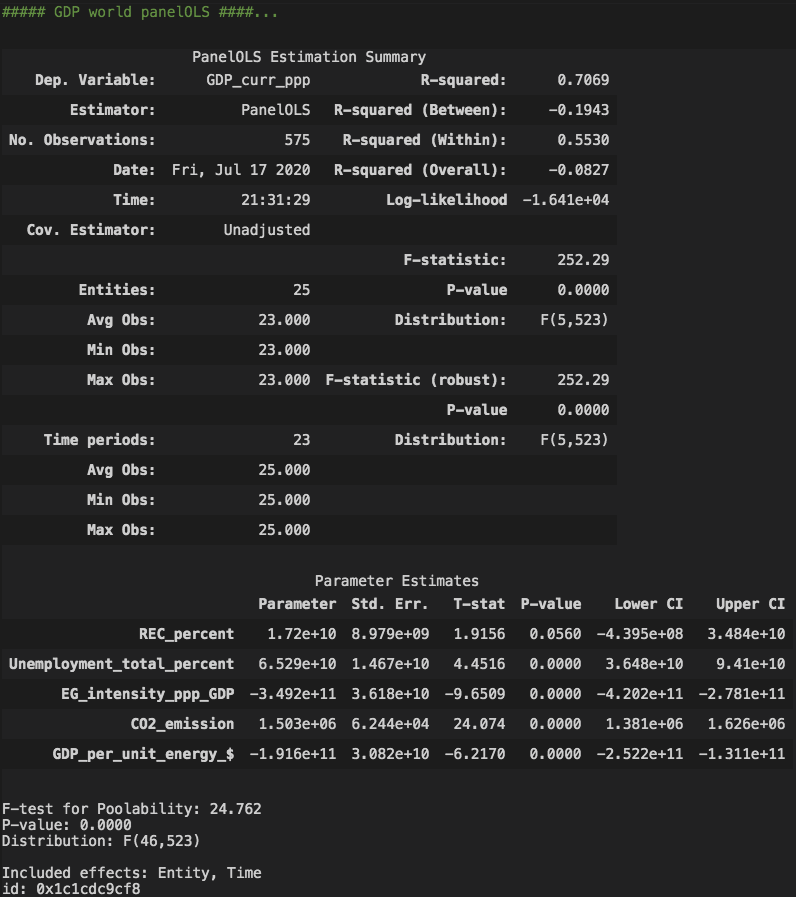 ##### GDP world panelOLS ####...
PanelOLS Estimation Summary
Dep. Variable: GDP_curr_ppp R-squared: 0.7069
Estimator: PanelOLS R-squared (Between): -0.1943
No. Observations: 575 R-squared (Within): 0.5530
Date: Fri, Jul 17 2020 R-squared (Overall): -0.0827
Time: 21:31:29 Log-likelihood -1.641e+04
Cov. Estimator: Unadjusted
F-statistic: 252.29
Entities: 25 P-value 0.0000
Avg Obs: 23.000 Distribution: F(5,523)
Min Obs: 23.000
Max Obs: 23.000 F-statistic (robust): 252.29
P-value 0.0000
Time periods: 23 Distribution: F(5,523)
Avg Obs: 25.000
Min Obs: 25.000
Max Obs: 25.000
Parameter Estimates
Parameter Std. Err. T-stat P-value Lower CI Upper CI
REC_percent 1.72e+10 8.979e+09 1.9156 0.0560 -4.395e+08 3.484e+10
Unemployment_total_percent 6.529e+10 1.467e+10 4.4516 0.0000 3.648e+10 9.41e+10
EG_intensity_ppp_GDP -3.492e+11 3.618e+10 -9.6509 0.0000 -4.202e+11 -2.781e+11
CO2_emission 1.503e+06 6.244e+04 24.074 0.0000 1.381e+06 1.626e+06
GDP_per_unit_energy_$ -1.916e+11 3.082e+10 -6.2170 0.0000 -2.522e+11 -1.311e+11
F-test for Poolability: 24.762
P-value: 0.0000
Distribution: F(46,523)
Included effects: Entity, Time
id: 0x1c1cdc9cf8